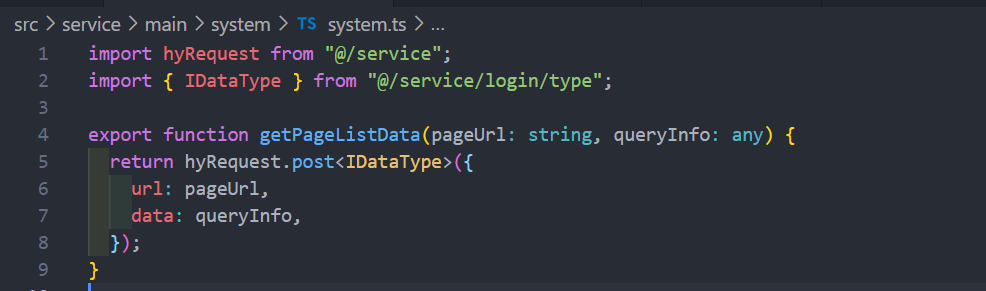 src > service > main > system > TS system.ts > ...
1 import hyRequest from "@/service";
2 import { IDataType } from "@/service/login/type";
3
4 export function getPageListData(pageUrl: string, queryInfo: any) {
5   return hyRequest.post<IDataType>({
6     url: pageUrl,
7     data: queryInfo,
8   });
9 }